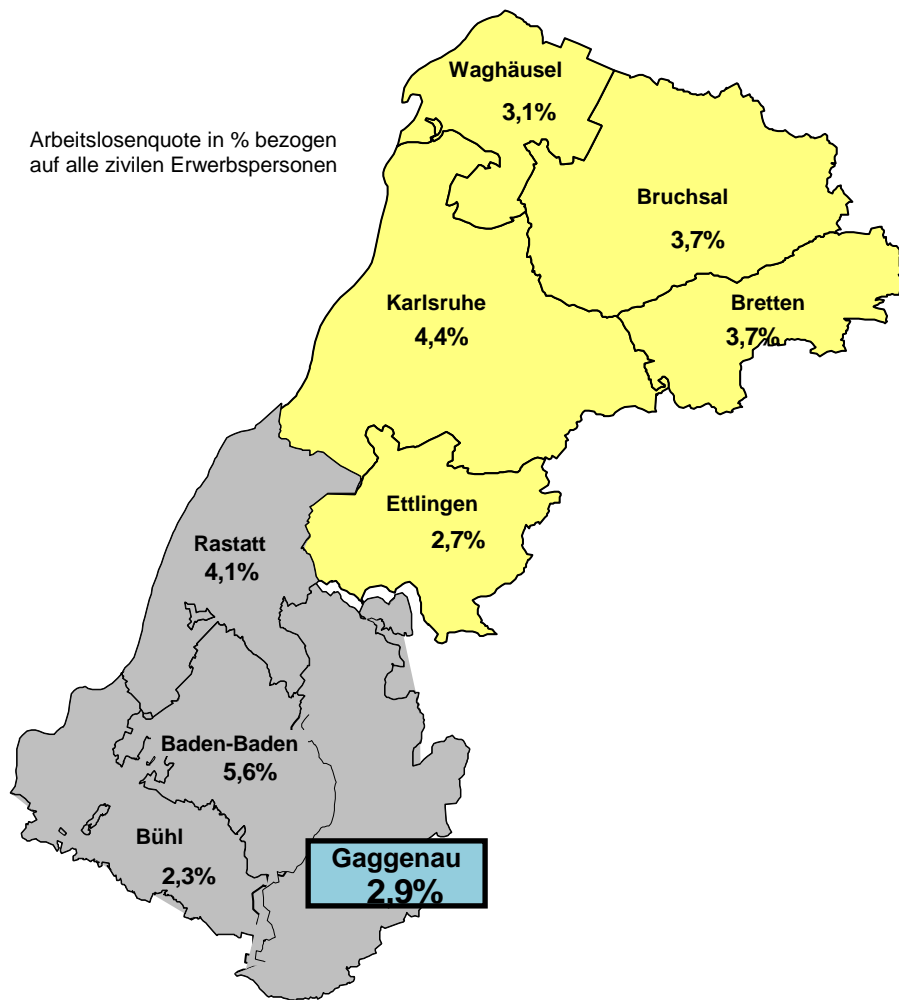 Waghäusel
3,1%
Arbeitslosenquote in % bezogen
auf alle zivilen Erwerbspersonen
Bruchsal
3,7%
Karlsruhe
4,4%
Bretten
3,7%
Ettlingen
2,7%
Rastatt
4,1%
Baden-Baden
5,6%
Bühl
2,3%
Gaggenau
2,9%